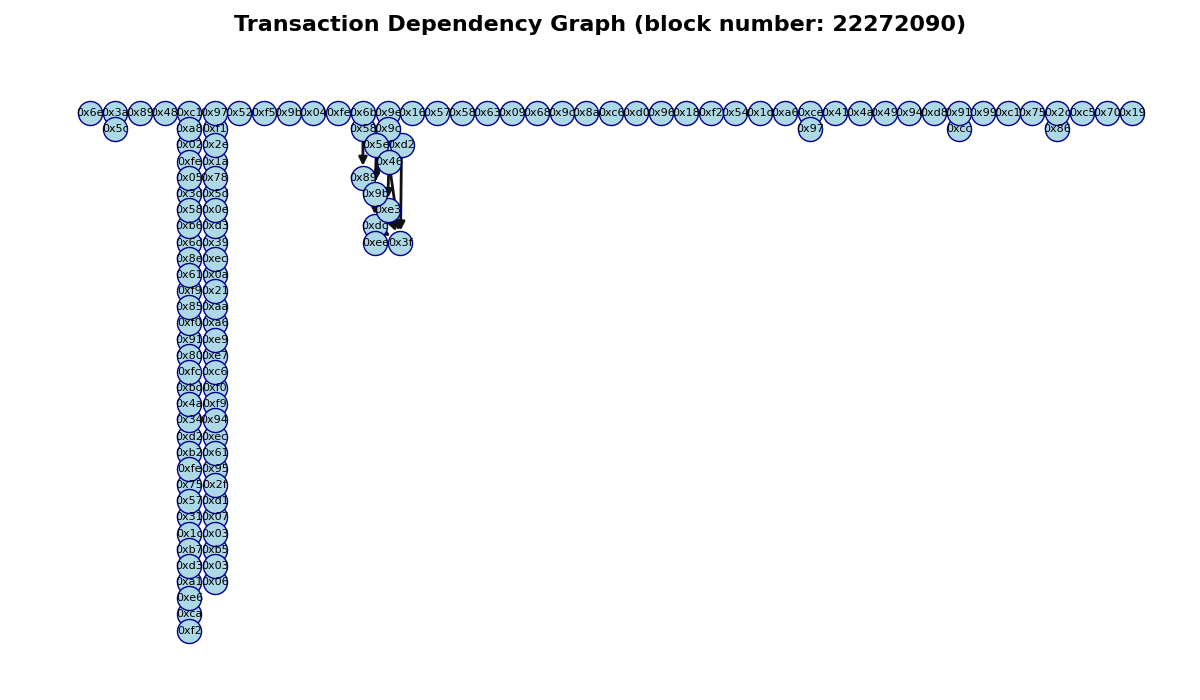 Transaction Dependency Graph (block number: 22272090)
0x6e 0x3a 0x89 0x48 0xc1 0x97 0x52 0xf5 0x9b 0x04 0xfe 0x6b 0x9e 0x16 0x57 0x58 0x63 0x09 0x68 0x9c 0x8a 0xc6 0xd0 0x96 0x18 0xf2 0x54 0x1d 0xa6 0xce 0x41 0x4a 0x49 0x94 0xd8 0x91 0x99 0xc1 0x75 0x2c 0xc5 0x70 0x19
0x5c 0xa8 0xf1 0x58 0x9c 0x97 0xcc 0x86
0x02 0x2e 0x5e 0xd2
0xfe 0x1a 0x46
0x05 0x78 0x89
0x3d 0x5d 0x9b
0x58 0x0e 0xe3
0xb6 0xd3 0xdc
0x6d 0x39 0xee 0x3f
0x8e 0xec
0x61 0x0a
0xf9 0x21
0x85 0xaa
0xf0 0xa6
0x91 0xe9
0x80 0xe7
0xfc 0xc6
0xbd 0xf0
0x4a 0xf9
0x34 0x94
0xd2 0xec
0xb2 0x61
0xfe 0x95
0x75 0x2f
0x57 0xd1
0x31 0x07
0x1c 0x03
0xb7 0xb5
0xd3 0x03
0xa1 0x06
0xe6
0xca
0xf2